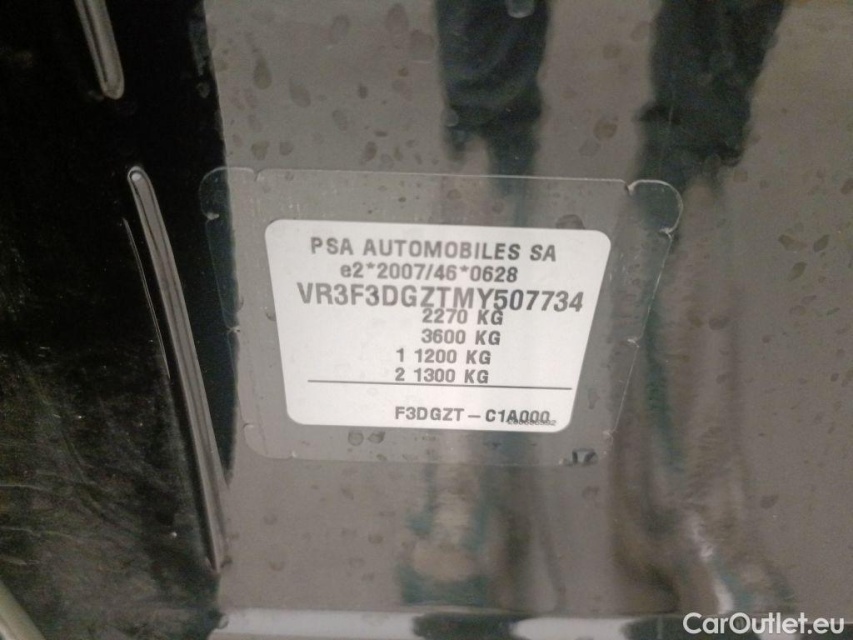 PSA AUTOMOBILES SA
e2*2007/46*0628
VR3F3DGZTMY507734
2270 KG
3600 KG
1 1200 KG
2 1300 KG
F3DGZT-C1A000
CarOutlet.eu